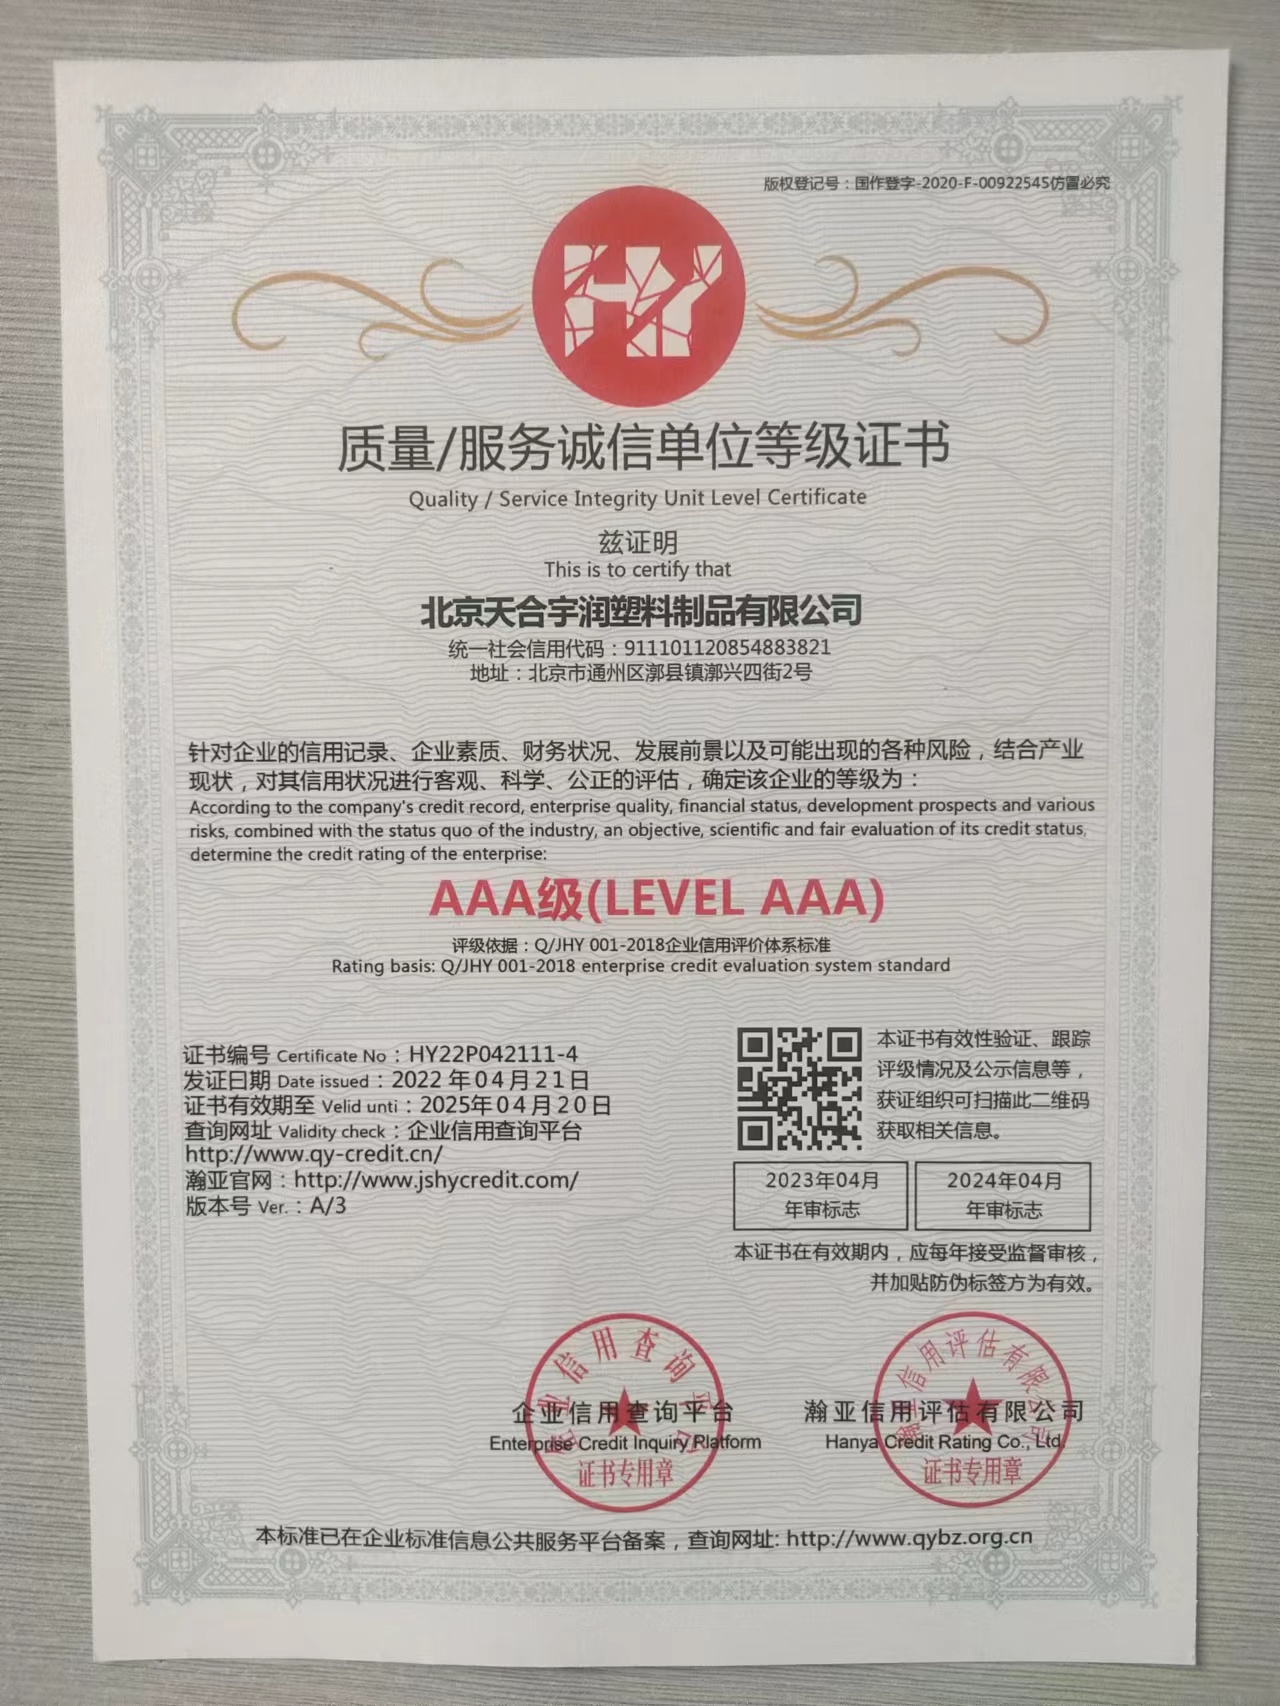 版权登记号：国作登字-2020-F-00922545仿冒必究
HY
质量/服务诚信单位等级证书
Quality / Service Integrity Unit Level Certificate
兹证明
This is to certify that
北京天合宇润塑料制品有限公司
统一社会信用代码：911101120854883821
地址：北京市通州区漷县镇漷兴四街2号
针对企业的信用记录、企业素质、财务状况、发展前景以及可能出现的各种风险，结合产业
现状，对其信用状况进行客观、科学、公正的评估，确定该企业的等级为：
According to the company's credit record, enterprise quality, financial status, development prospects and various
risks, combined with the status quo of the industry, an objective, scientific and fair evaluation of its credit status,
determine the credit rating of the enterprise:
AAA级(LEVEL AAA)
评级依据：Q/JHY 001-2018企业信用评价体系标准
Rating basis: Q/JHY 001-2018 enterprise credit evaluation system standard
证书编号 Certificate No：HY22P042111-4
发证日期 Date issued：2022 年04月21日
证书有效期至 Velid unti：2025年04月20日
查询网址 Validity check：企业信用查询平台
http://www.qy-credit.cn/
瀚亚官网：http://www.jshycredit.com/
版本号 Ver.：A/3
本证书有效性验证、跟踪
评级情况及公示信息等，
获证组织可扫描此二维码
获取相关信息。
2023年04月
年审标志
2024年04月
年审标志
本证书在有效期内，应每年接受监督审核，
并加贴防伪标签方为有效。
企业信用查询平台
Enterprise Credit Inquiry Platform
证书专用章
瀚亚信用评估有限公司
Hanya Credit Rating Co., Ltd.
瀚亚信用评估有限公司
证书专用章
本标准已在企业标准信息公共服务平台备案，查询网址: http://www.qybz.org.cn